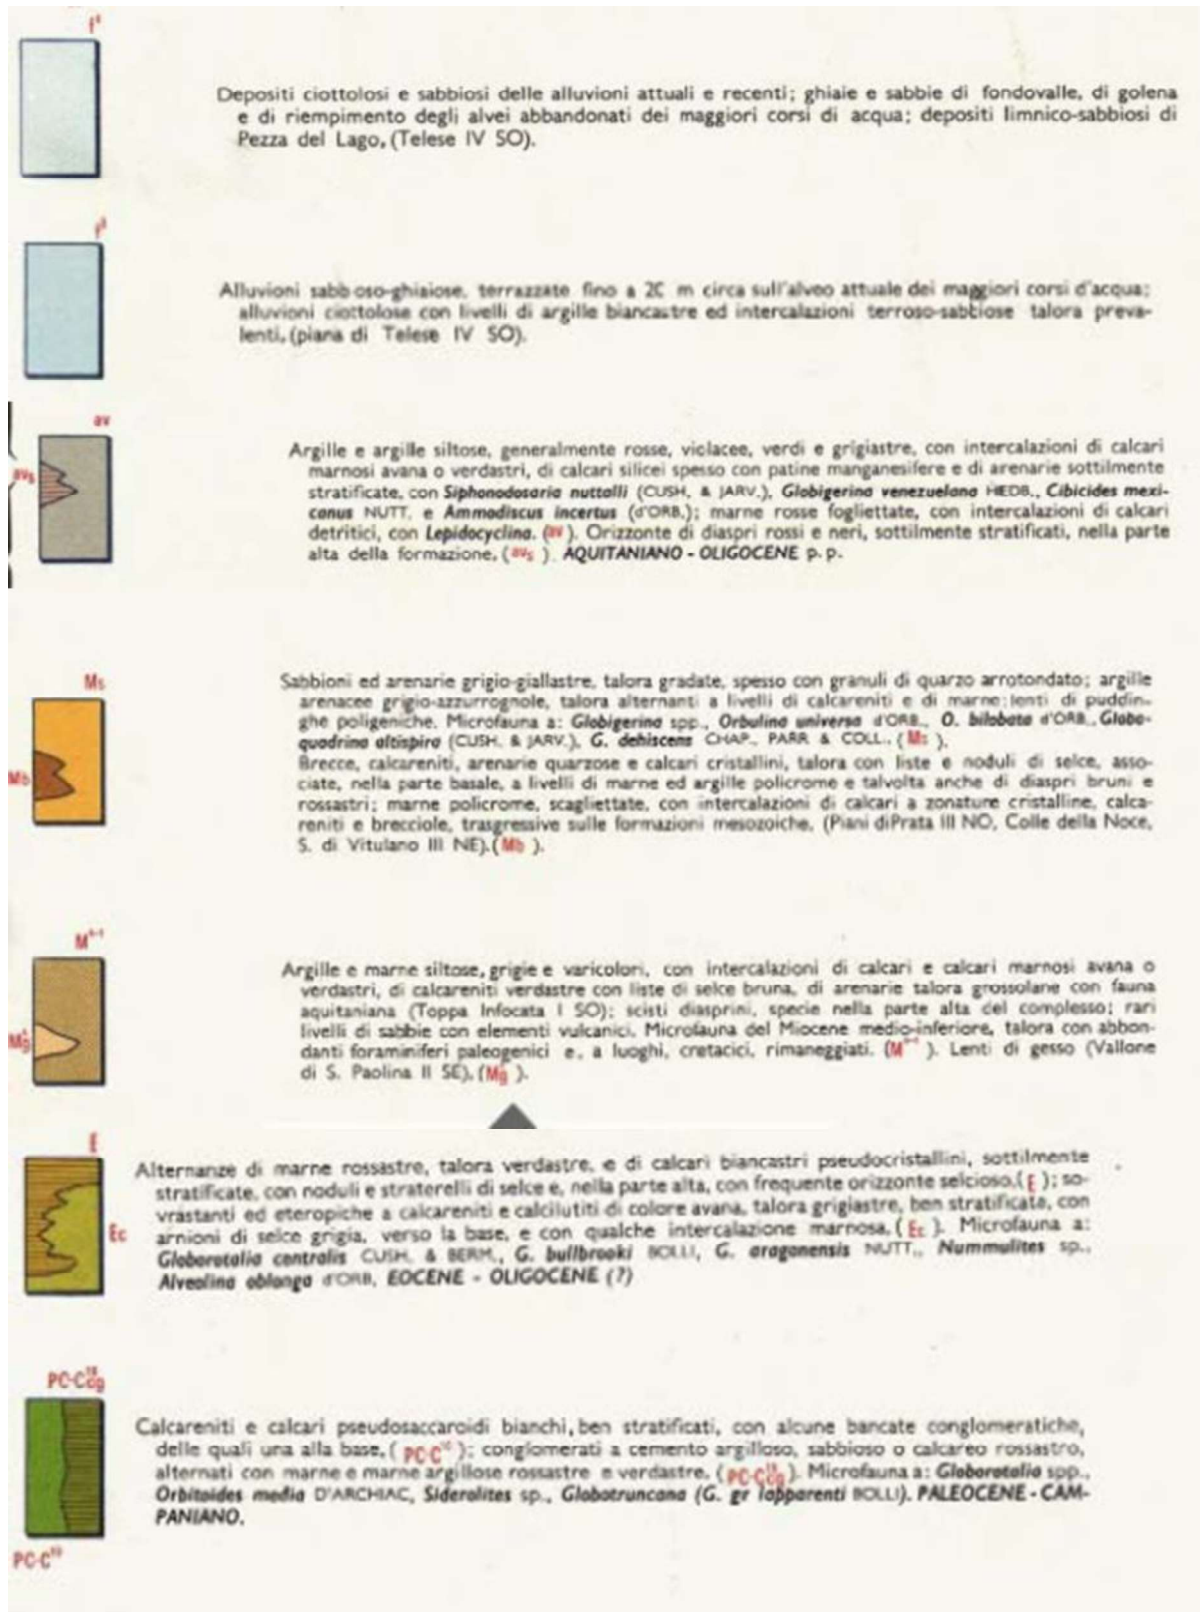 f⁴
Depositi ciottolosi e sabbiosi delle alluvioni attuali e recenti; ghiaie e sabbie di fondovalle, di golena
e di riempimento degli alvei abbandonati dei maggiori corsi di acqua; depositi limnico-sabbiosi di
Pezza del Lago, (Telese IV SO).
Alluvioni sabb oso-ghiaiose, terrazzate fino a 20 m circa sull'alveo attuale dei maggiori corsi d'acqua;
alluvioni ciottolose con livelli di argille biancastre ed intercalazioni terroso-sabbiose talora preva-
lenti, (piana di Telese IV SO).
av
avs
Argille e argille siltose, generalmente rosse, violacee, verdi e grigiastre, con intercalazioni di calcari
marnosi avana o verdastri, di calcari silicei spesso con patine manganesifere e di arenarie sottilmente
stratificate, con Siphonodosaria nuttalli (CUSH. & JARV.), Globigerina venezuelana HEDB., Cibicides mexi-
canus NUTT. e Ammodiscus incertus (d'ORB.); marne rosse fogliettate, con intercalazioni di calcari
detritici, con Lepidocyclina. (av). Orizzonte di diaspri rossi e neri, sottilmente stratificati, nella parte
alta della formazione, (avs). AQUITANIANO - OLIGOCENE p. p.
Ms
Mb
Sabbioni ed arenarie grigio-giallastre, talora gradate, spesso con granuli di quarzo arrotondato; argille
arenacee grigio-azzurrognole, talora alternanti a livelli di calcareniti e di marne; lenti di puddin-
ghe poligeniche. Microfauna a: Globigerina spp., Orbulina universa d'ORB., O. bilobata d'ORB., Globo-
quadrina altispira (CUSH. & JARV.), G. dehiscens CHAP., PARR & COLL., (Ms).
Brecce, calcareniti, arenarie quarzose e calcari cristallini, talora con liste e noduli di selce, asso-
ciate, nella parte basale, a livelli di marne ed argille policrome e talvolta anche di diaspri bruni e
rossastri; marne policrome, scagliettate, con intercalazioni di calcari a zonature cristalline, calca-
reniti e brecciole, trasgressive sulle formazioni mesozoiche, (Piani diPrata III NO, Colle della Noce,
S. di Vitulano III NE).(Mb).
Argille e marne siltose, grigie e varicolori, con intercalazioni di calcari e calcari marnosi avana o
verdastri, di calcareniti verdastre con liste di selce bruna, di arenarie talora grossolane con fauna
aquitaniana (Toppa Infocata I SO); scisti diasprini, specie nella parte alta del complesso; rari
livelli di sabbie con elementi vulcanici. Microfauna del Miocene medio-inferiore, talora con abbon-
danti foraminiferi paleogenici e, a luoghi, cretacici, rimaneggiati. Lenti di gesso (Vallone
di S. Paolina II SE).
E
Ec
Alternanze di marne rossastre, talora verdastre, e di calcari biancastri pseudocristallini, sottilmente
stratificate, con noduli e straterelli di selce e, nella parte alta, con frequente orizzonte selcioso,(E); so-
vrastanti ed eteropiche a calcareniti e calcilutiti di colore avana, talora grigiastre, ben stratificate, con
arnioni di selce grigia, verso la base, e con qualche intercalazione marnosa, (Ec). Microfauna a:
Globorotalia centralis CUSH. & BERM., G. bullbrooki BOLLI, G. aragonensis NUTT., Nummulites sp.,
Alveolina oblonga d'ORB. EOCENE - OLIGOCENE (?)
Calcareniti e calcari pseudosaccaroidi bianchi, ben stratificati, con alcune bancate conglomeratiche,
delle quali una alla base, (PC-C¹⁰); conglomerati a cemento argilloso, sabbioso o calcareo rossastro,
alternati con marne e marne argillose rossastre e verdastre, Microfauna a: Globorotalia spp.,
Orbitoides media D'ARCHIAC, Siderolites sp., Globotruncana (G. gr lapparenti BOLLI). PALEOCENE - CAM-
PANIANO.
PC-C¹⁰